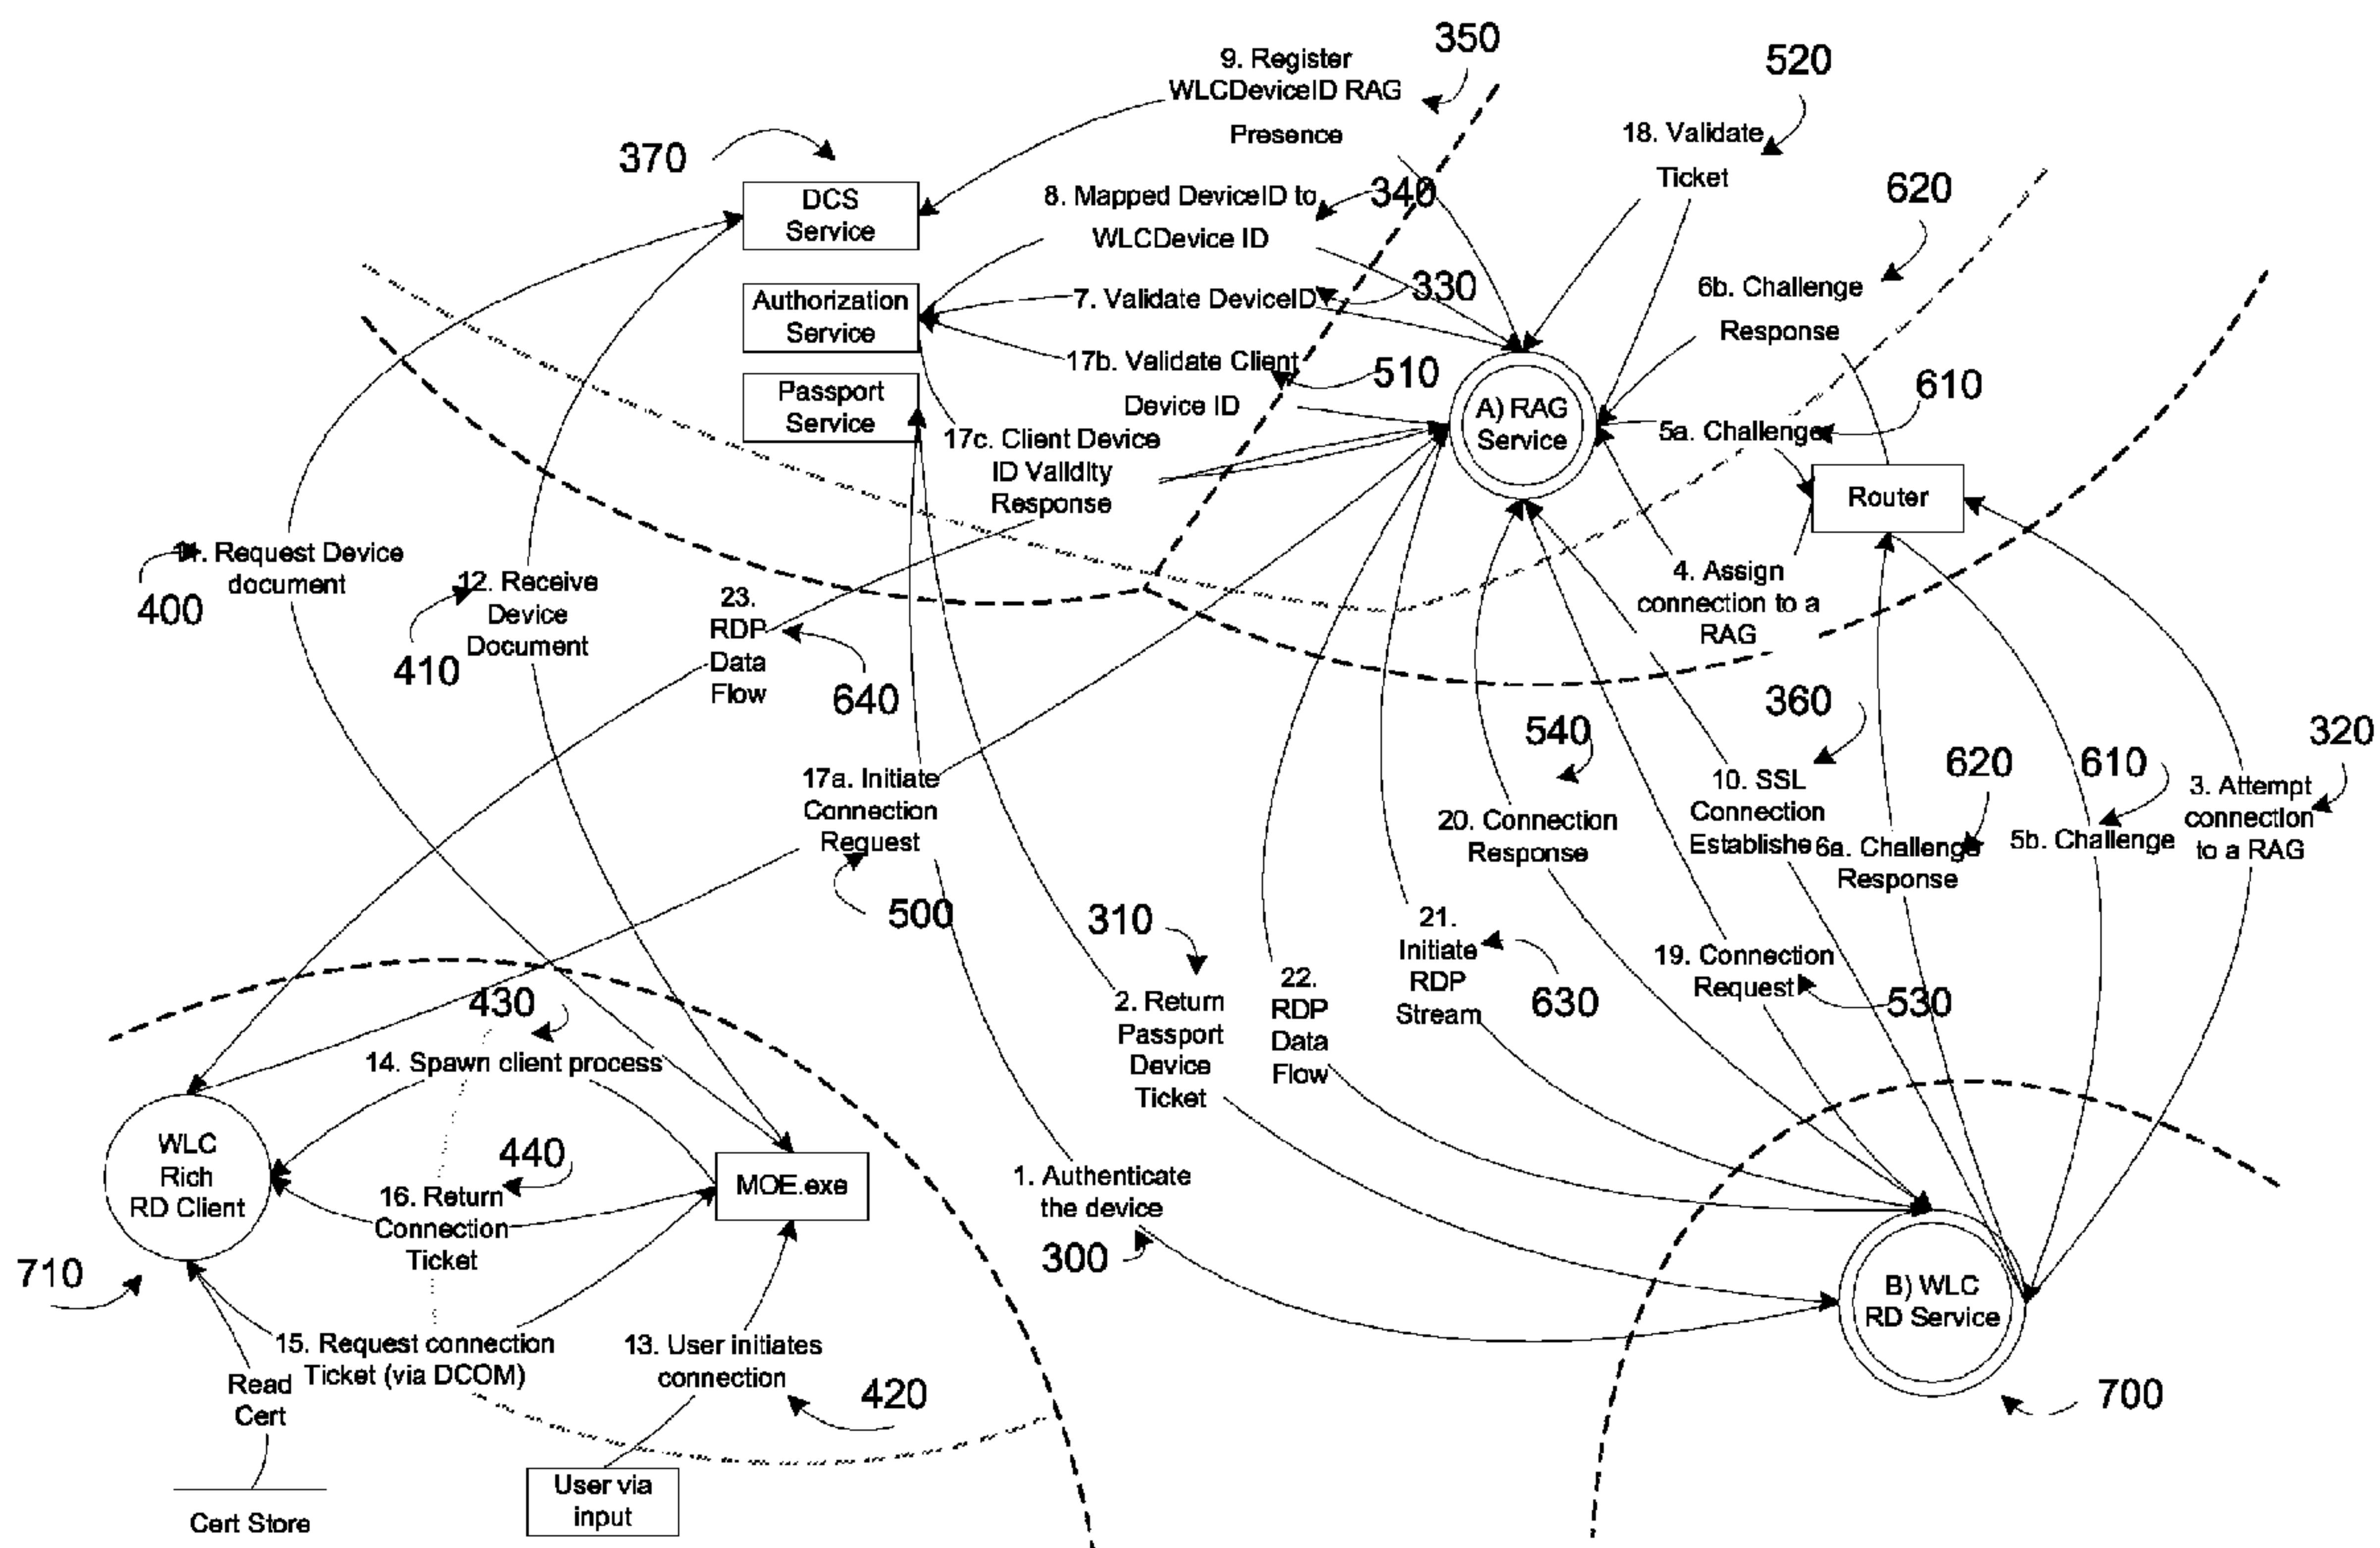 9. Register
WLCDeviceID RAG
Presence
350
520
18. Validate
Ticket
370
DCS
Service
8. Mapped DeviceID to
WLCDevice ID
340
620
6b. Challenge
Response
Authorization
Service
7. Validate DeviceID
330
17b. Validate Client
Device ID
510
Passport
Service
17c. Client Device
ID Validity
Response
A) RAG
Service
610
5a. Challenge
Router
4. Assign
connection to a
RAG
11. Request Device
document
400
12. Receive
Device
Document
410
23.
RDP
Data
Flow
640
17a. Initiate
Connection
Request
500
540
20. Connection
Response
360
10. SSL
Connection
Establishe
620
6a. Challenge
Response
610
5b. Challenge
320
3. Attempt
connection
to a RAG
310
2. Return
Passport
Device
Ticket
22.
RDP
Data
Flow
21.
Initiate
RDP
Stream
630
19. Connection
Request
530
430
14. Spawn client process
WLC
Rich
RD Client
710
440
16. Return
Connection
Ticket
MOE.exe
1. Authenticate
the device
300
B) WLC
RD Service
700
15. Request connection
Ticket (via DCOM)
Read
Cert
13. User initiates
connection
420
Cert Store
User via
input